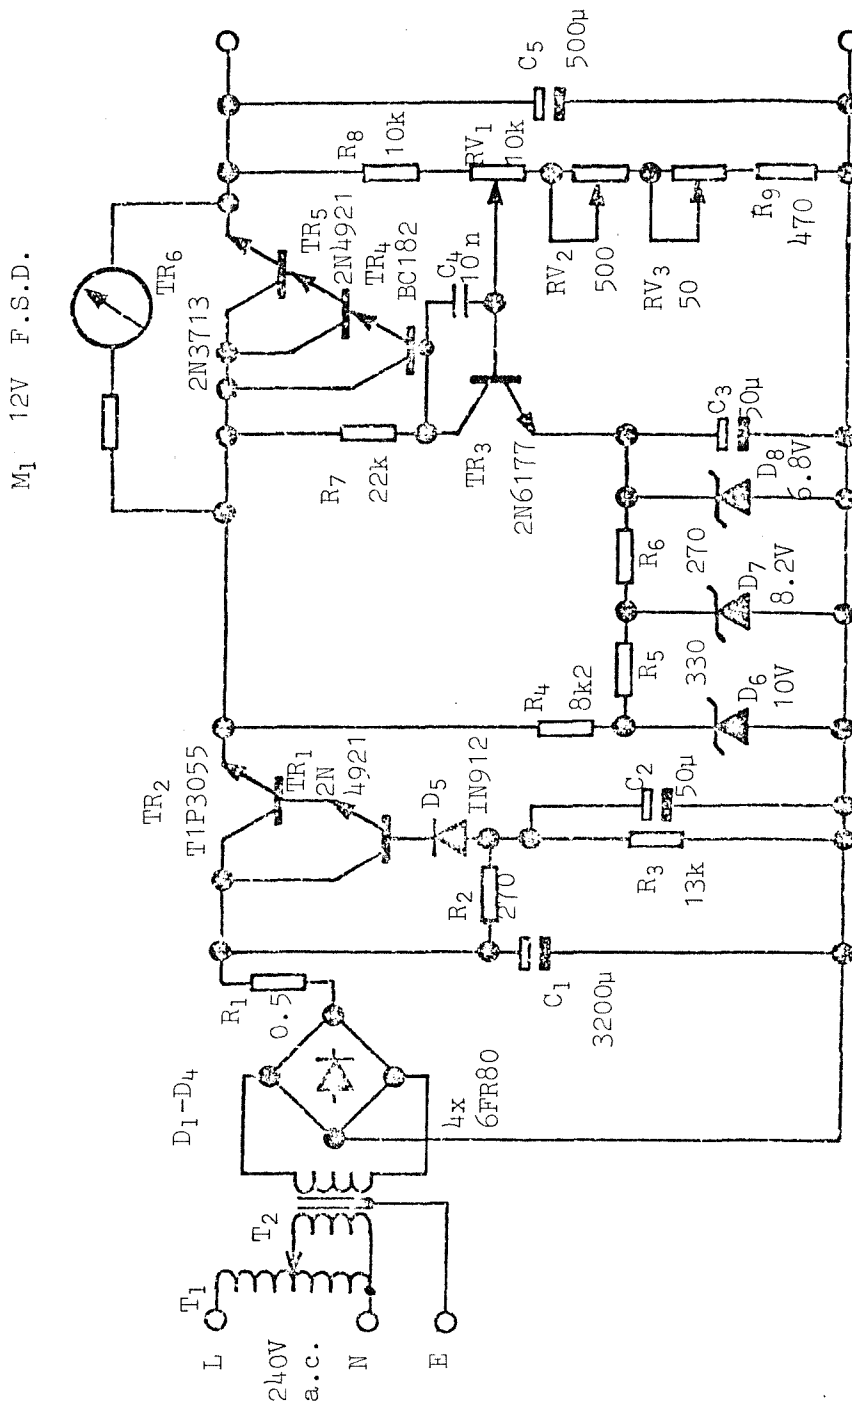 M1 12V F.S.D.
TR6
2N3713
TR5
2N4921
TR4
BC182
C5
500µ
R8
10k
RV1
10k
C4
10n
RV2
500
RV3
50
R9
470
R7
22k
TR3
2N6177
C3
50µ
D8
6.8V
R6
270
D7
8.2V
R5
330
D6
10V
R4
8k2
TR2
T1P3055
TR1
2N
4921
D5
IN912
C2
50µ
R2
270
R3
13k
R1
0.5
C1
3200µ
D1-D4
4x
6FR80
T2
T1
L
240V
a.c.
N
E